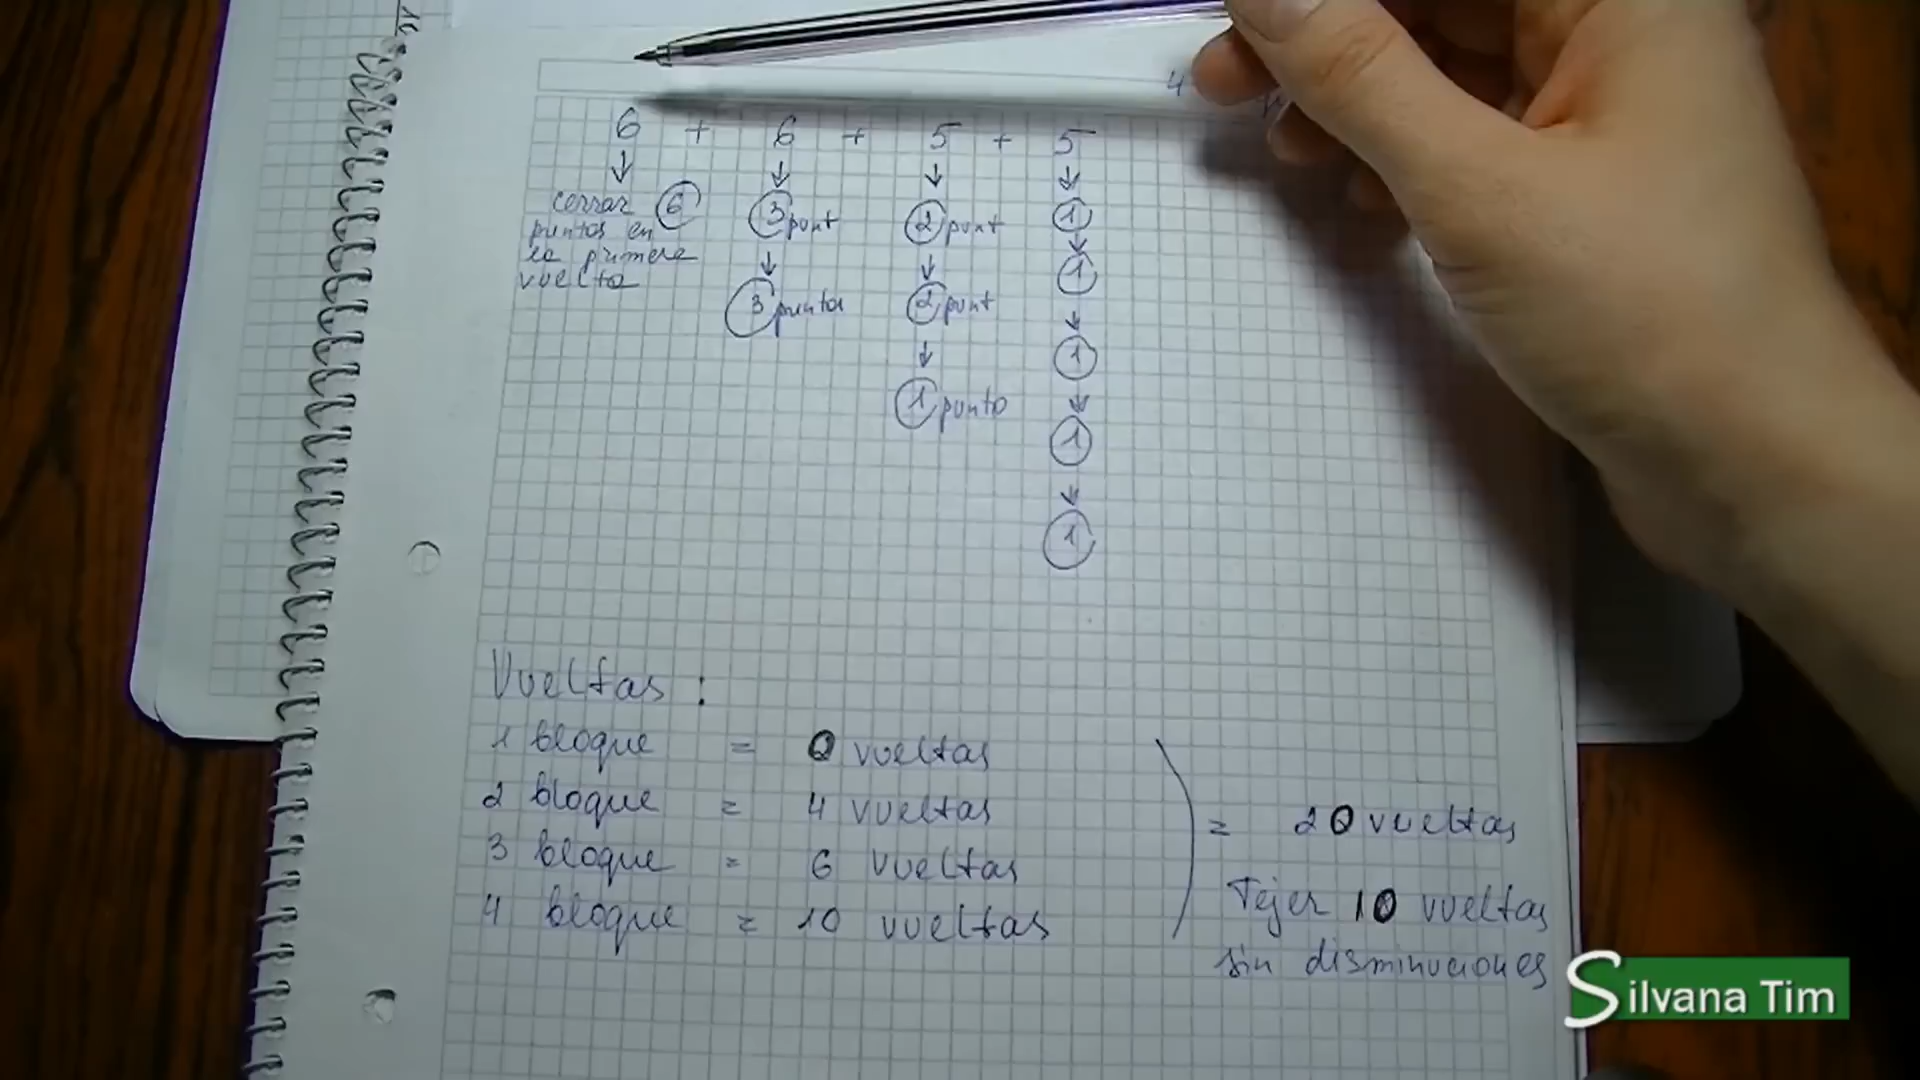 4
6 + 6 + 5 + 5
↓ ↓ ↓ ↓
cerrar 6 3 punt 2 punt 1
puntos en
la primera
vuelta
↓ ↓ ↓
1
3 puntos 2 punt
↓
↓ 1
1 punto
↓
1
↓
1
Vueltas :
1 bloque = 0 vueltas
2 bloque = 4 vueltas
3 bloque = 6 vueltas
4 bloque = 10 vueltas
= 20 vueltas
Tejer 10 vueltas
sin disminuciones
Silvana Tim